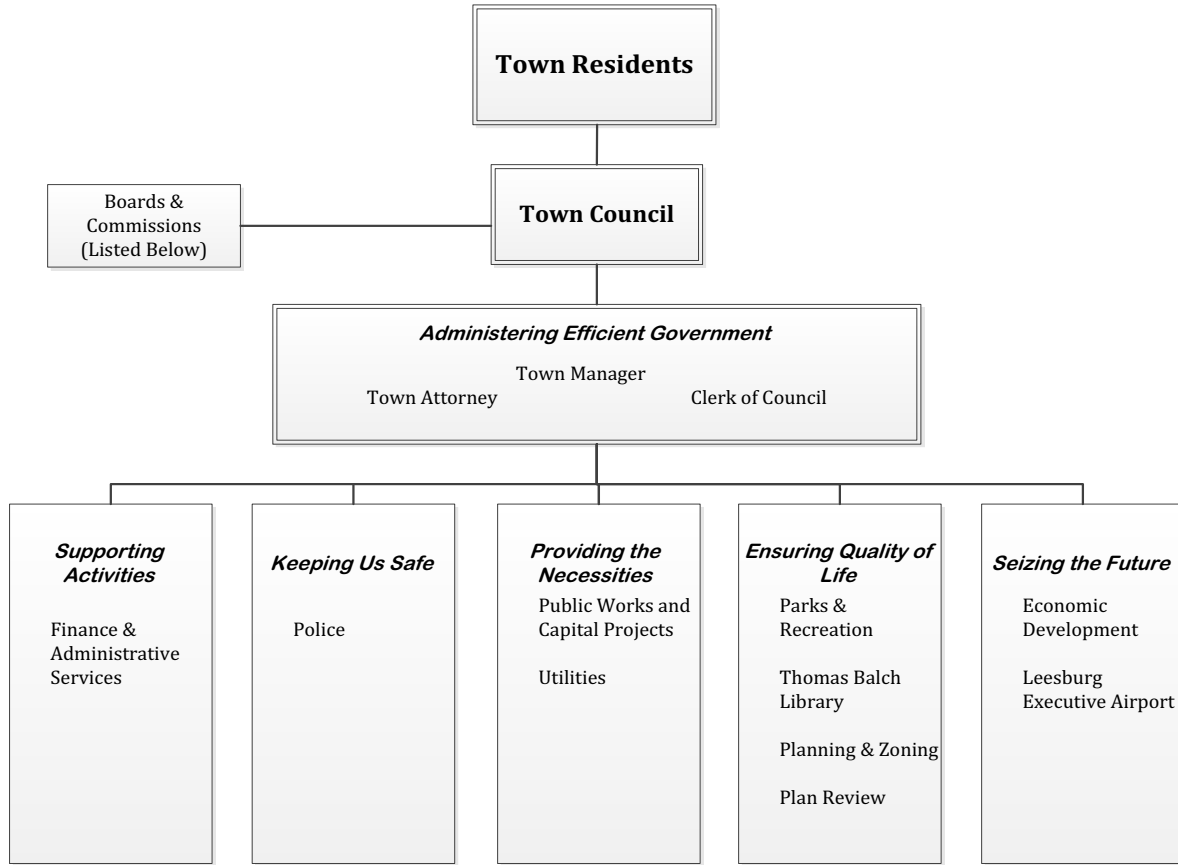 Town Residents
Town Council
Boards &
Commissions
(Listed Below)
Administering Efficient Government
Town Manager
Town Attorney
Clerk of Council
Supporting
Activities
Finance &
Administrative
Services
Keeping Us Safe
Police
Providing the
Necessities
Public Works and
Capital Projects
Utilities
Ensuring Quality of
Life
Parks &
Recreation
Thomas Balch
Library
Planning & Zoning
Plan Review
Seizing the Future
Economic
Development
Leesburg
Executive Airport